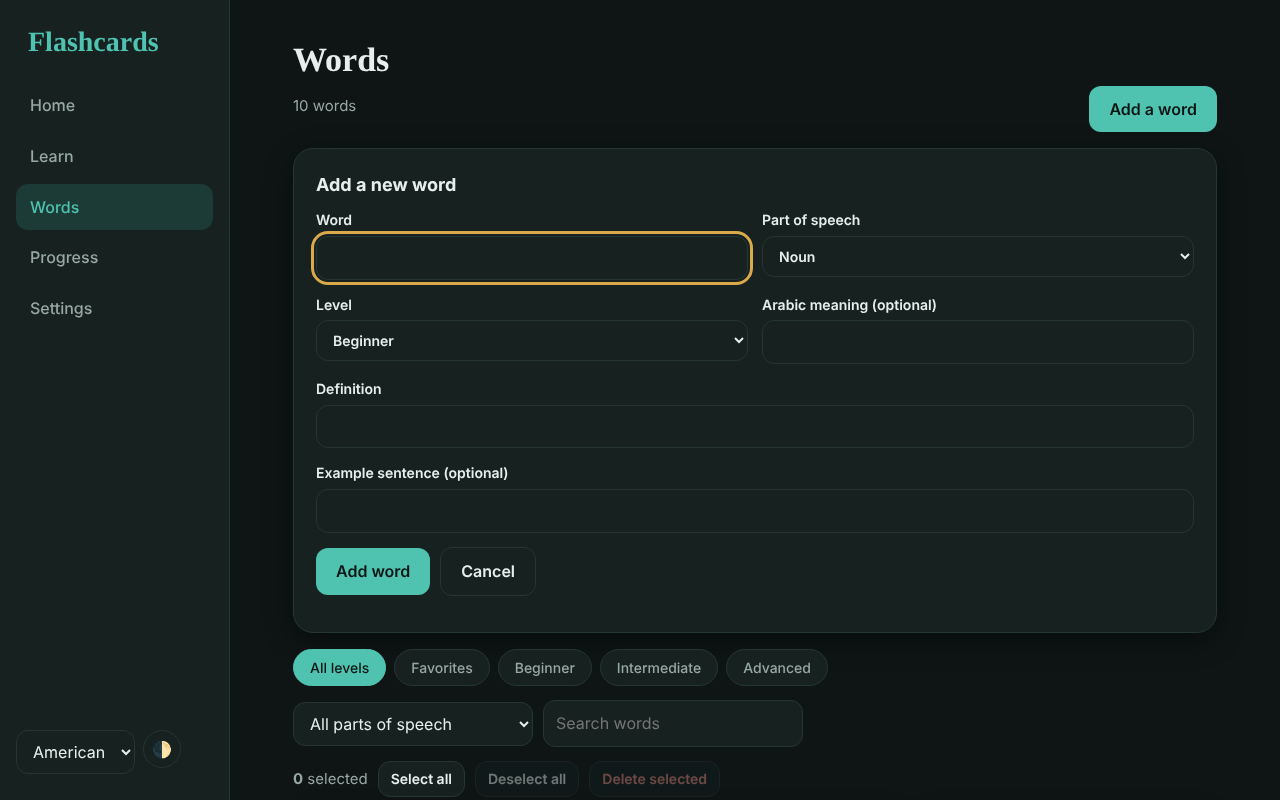 Flashcards
Home
Learn
Words
Progress
Settings
American
Words
10 words
Add a word
Add a new word
Word
Part of speech
Noun
Level
Arabic meaning (optional)
Beginner
Definition
Example sentence (optional)
Add word
Cancel
All levels
Favorites
Beginner
Intermediate
Advanced
All parts of speech
Search words
0 selected
Select all
Deselect all
Delete selected